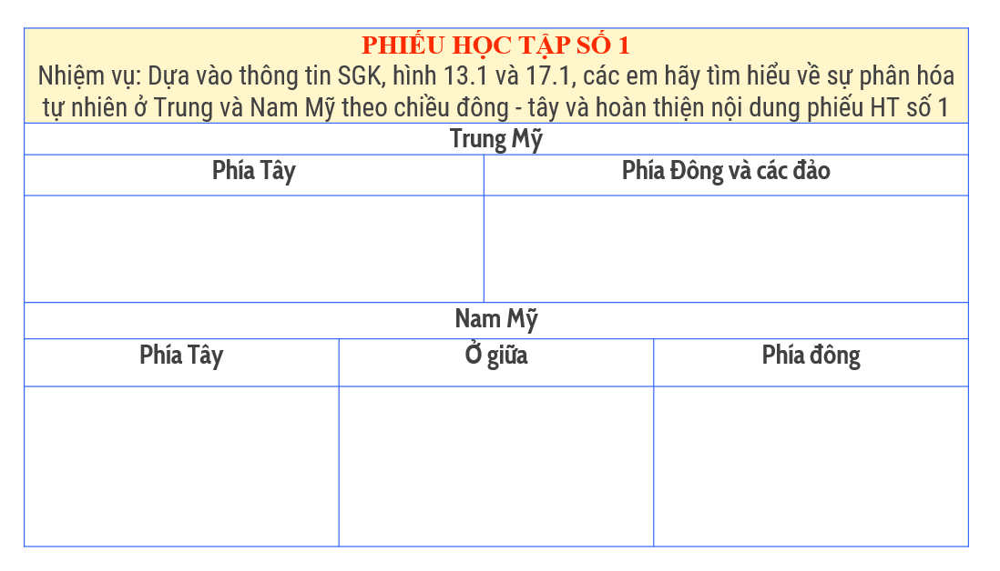 PHIẾU HỌC TẬP SỐ 1
Nhiệm vụ: Dựa vào thông tin SGK, hình 13.1 và 17.1, các em hãy tìm hiểu về sự phân hóa
tự nhiên ở Trung và Nam Mỹ theo chiều đông - tây và hoàn thiện nội dung phiếu HT số 1
Trung Mỹ
Phía Tây
Phía Đông và các đảo
Nam Mỹ
Phía Tây
Ở giữa
Phía đông